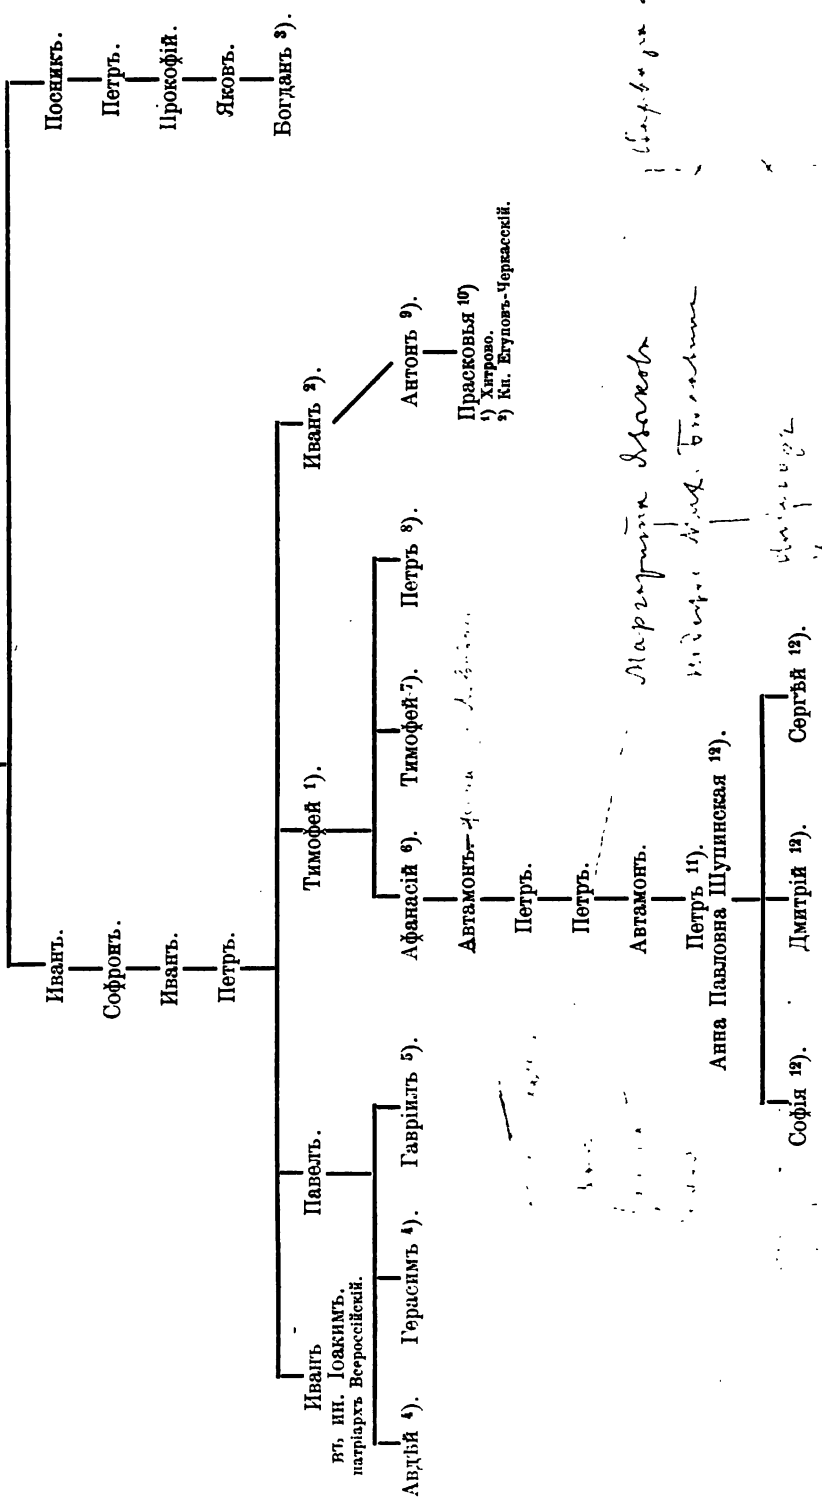 Иванъ. Посникъ.
Софронъ. Петръ.
Иванъ. Прокофій.
Петръ. Яковъ.
Богданъ ³).
Иванъ Павелъ. Тимофей ¹). Иванъ ²).
въ ин. Іоакимъ.
патріархъ Всероссійскій.
Авдѣй ⁴). Герасимъ ⁴). Гавріилъ ⁵). Афанасій ⁶). Тимофей ⁷). Петръ ⁸). Антонъ ⁹).
Автамонъ. Прасковья ¹⁰)
¹) Хитрово.
²) Кн. Егуповъ-Черкасскій.
Петръ.
Петръ.
Автамонъ. Маргарита
Петръ ¹¹).
Анна Павловна Шупинская ¹²).
Софія ¹²). Дмитрій ¹²). Сергѣй ¹²).